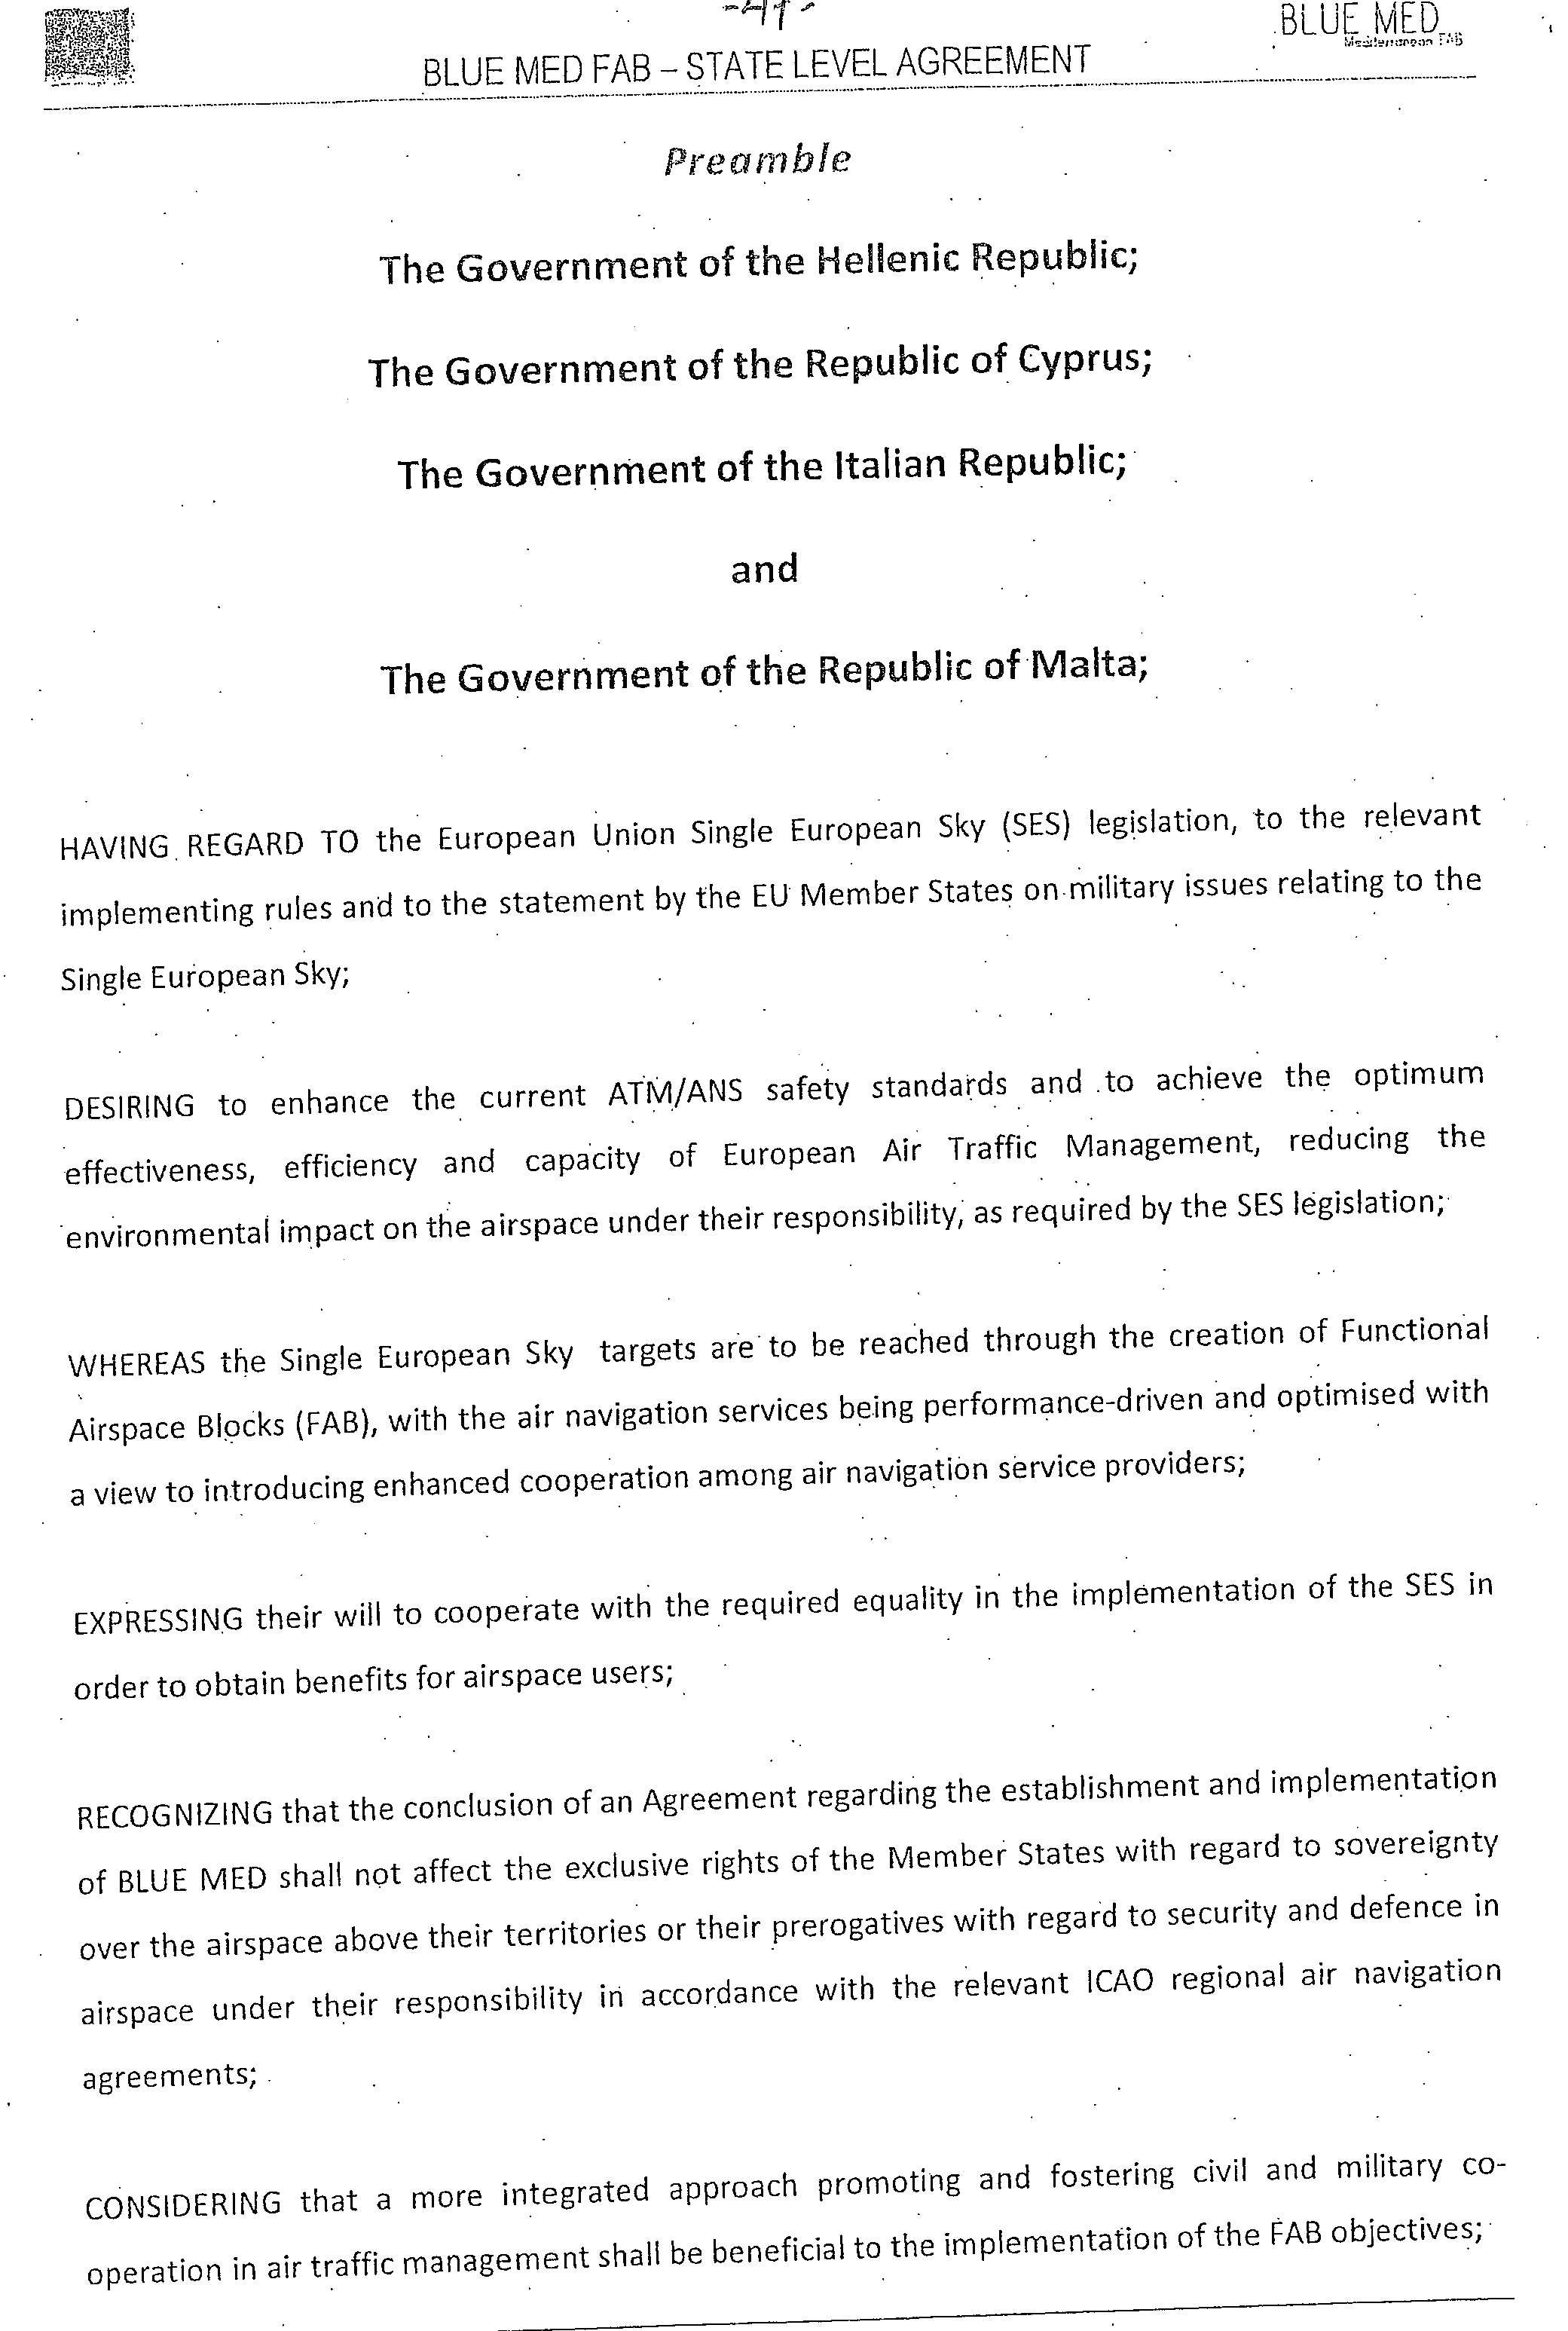 BLUE MED
Mediterranean FAB
BLUE MED FAB – STATE LEVEL AGREEMENT
Preamble
The Government of the Hellenic Republic;
The Government of the Republic of Cyprus;
The Government of the Italian Republic;
and
The Government of the Republic of Malta;
HAVING REGARD TO the European Union Single European Sky (SES) legislation, to the relevant
implementing rules and to the statement by the EU Member States on military issues relating to the
Single European Sky;
DESIRING to enhance the current ATM/ANS safety standards and to achieve the optimum
effectiveness, efficiency and capacity of European Air Traffic Management, reducing the
environmental impact on the airspace under their responsibility, as required by the SES legislation;
WHEREAS the Single European Sky targets are to be reached through the creation of Functional
Airspace Blocks (FAB), with the air navigation services being performance-driven and optimised with
a view to introducing enhanced cooperation among air navigation service providers;
EXPRESSING their will to cooperate with the required equality in the implementation of the SES in
order to obtain benefits for airspace users;
RECOGNIZING that the conclusion of an Agreement regarding the establishment and implementation
of BLUE MED shall not affect the exclusive rights of the Member States with regard to sovereignty
over the airspace above their territories or their prerogatives with regard to security and defence in
airspace under their responsibility in accordance with the relevant ICAO regional air navigation
agreements;
CONSIDERING that a more integrated approach promoting and fostering civil and military co-
operation in air traffic management shall be beneficial to the implementation of the FAB objectives;